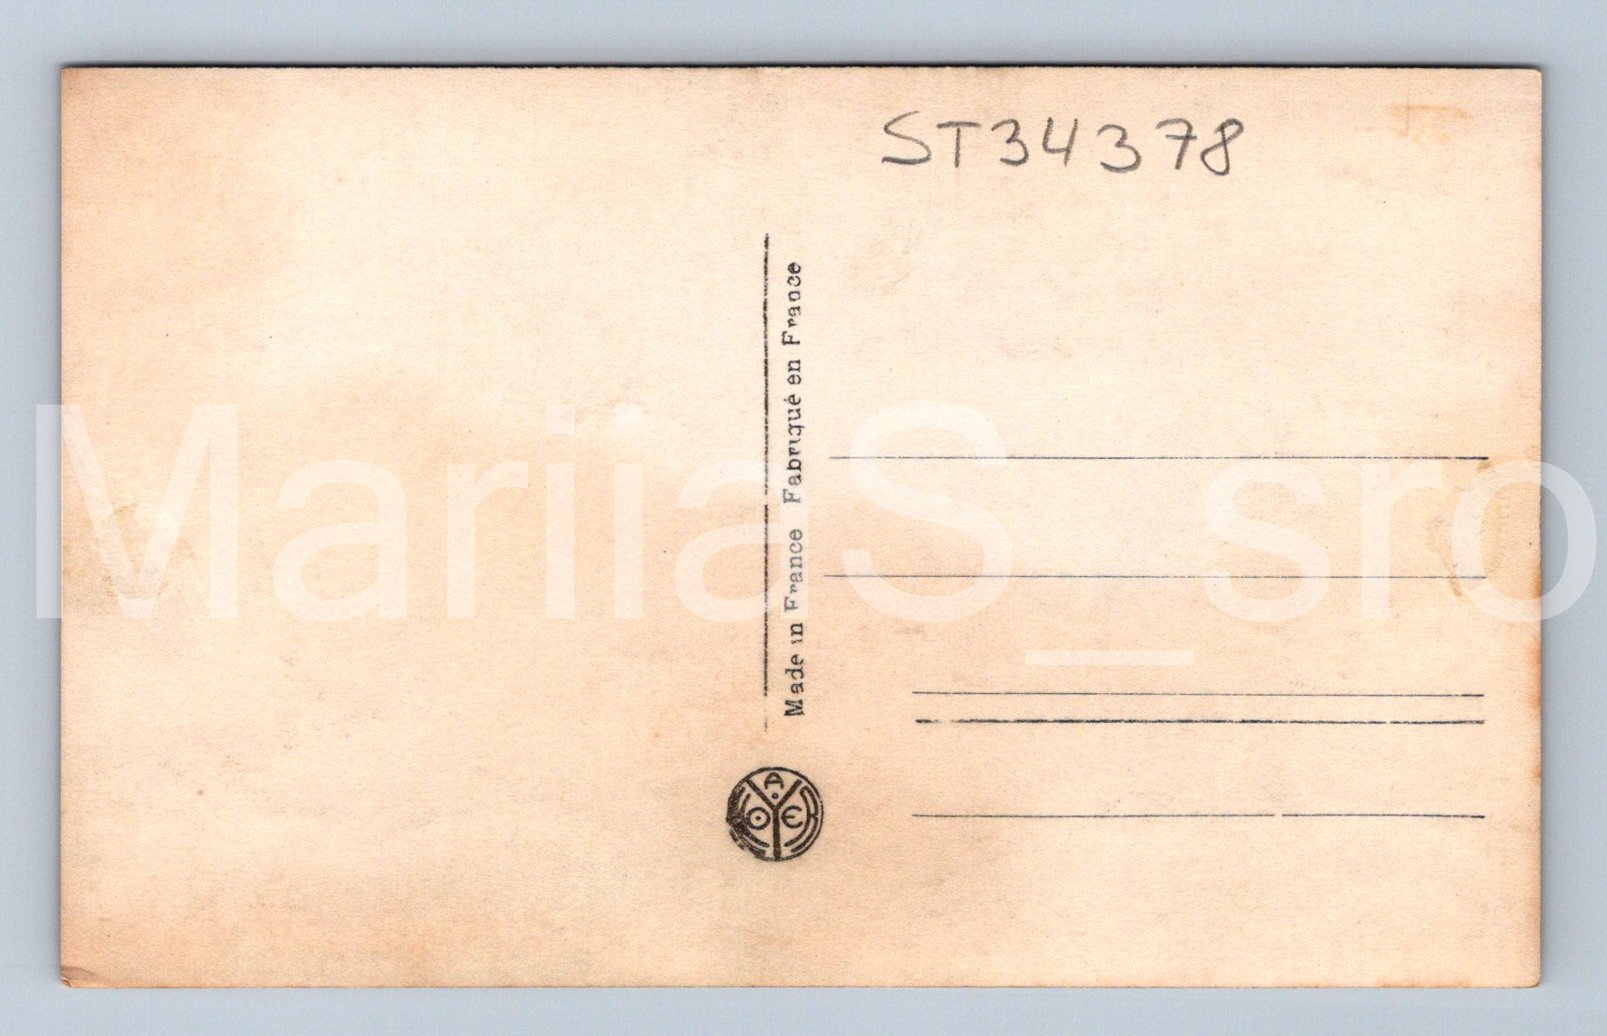 ST34378
Made in France Fabriqué en France
A
O E
MariiaS_sro